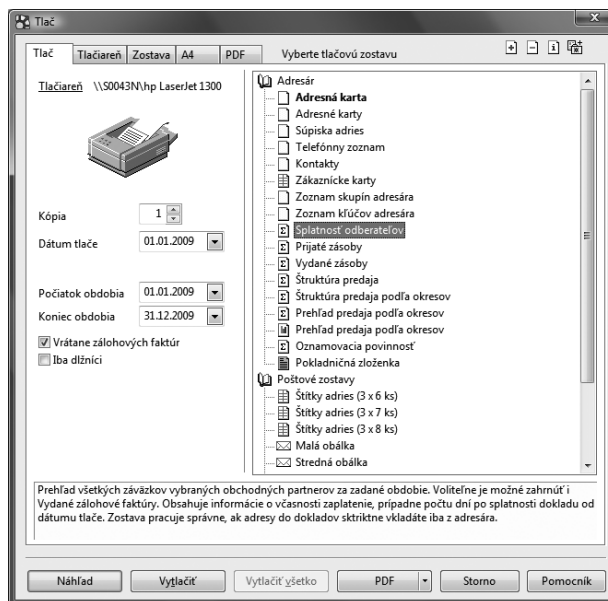 Tlač
Tlač Tlačiareň Zostava A4 PDF Vyberte tlačovú zostavu
Tlačiareň \\S0043N\hp LaserJet 1300
Kópia 1
Dátum tlače 01.01.2009
Počiatok obdobia 01.01.2009
Koniec obdobia 31.12.2009
Vrátane zálohových faktúr
Iba dlžníci
Adresár
Adresná karta
Adresné karty
Súpiska adries
Telefónny zoznam
Kontakty
Zákaznícke karty
Zoznam skupín adresára
Zoznam kľúčov adresára
Splatnosť odberateľov
Prijaté zásoby
Vydané zásoby
Štruktúra predaja
Štruktúra predaja podľa okresov
Prehľad predaja podľa okresov
Prehľad predaja podľa okresov
Oznamovacia povinnosť
Pokladničná zloženka
Poštové zostavy
Štítky adries (3 x 6 ks)
Štítky adries (3 x 7 ks)
Štítky adries (3 x 8 ks)
Malá obálka
Stredná obálka
Prehľad všetkých záväzkov vybraných obchodných partnerov za zadané obdobie. Voliteľne je možné zahrnúť i
Vydané zálohové faktúry. Obsahuje informácie o včasnosti zaplatenie, prípadne počtu dní po splatnosti dokladu od
dátumu tlače. Zostava pracuje správne, ak adresy do dokladov sktriktne vkladáte iba z adresára.
Náhľad Vytlačiť Vytlačiť všetko PDF Storno Pomocník